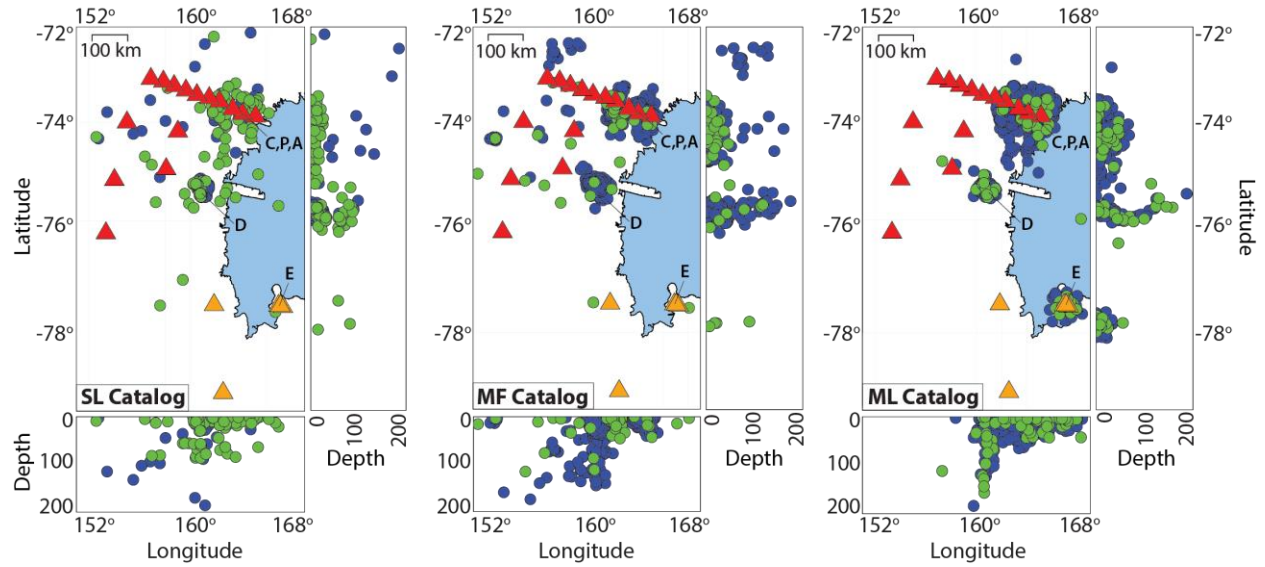 152° 160° 168°
152° 160° 168°
152° 160° 168°
-72°
100 km
-72°
100 km
-72°
100 km
-72°
-74°
-74°
-74°
-74°
C,P,A
C,P,A
C,P,A
Latitude
Latitude
-76°
D
-76°
D
-76°
D
-76°
E
E
E
-78°
-78°
-78°
-78°
SL Catalog
MF Catalog
ML Catalog
0
100
200
0
100
200
0
100
200
Depth
Depth
Depth
Depth
0
100
200
0
100
200
0
100
200
152° 160° 168°
152° 160° 168°
152° 160° 168°
Longitude
Longitude
Longitude